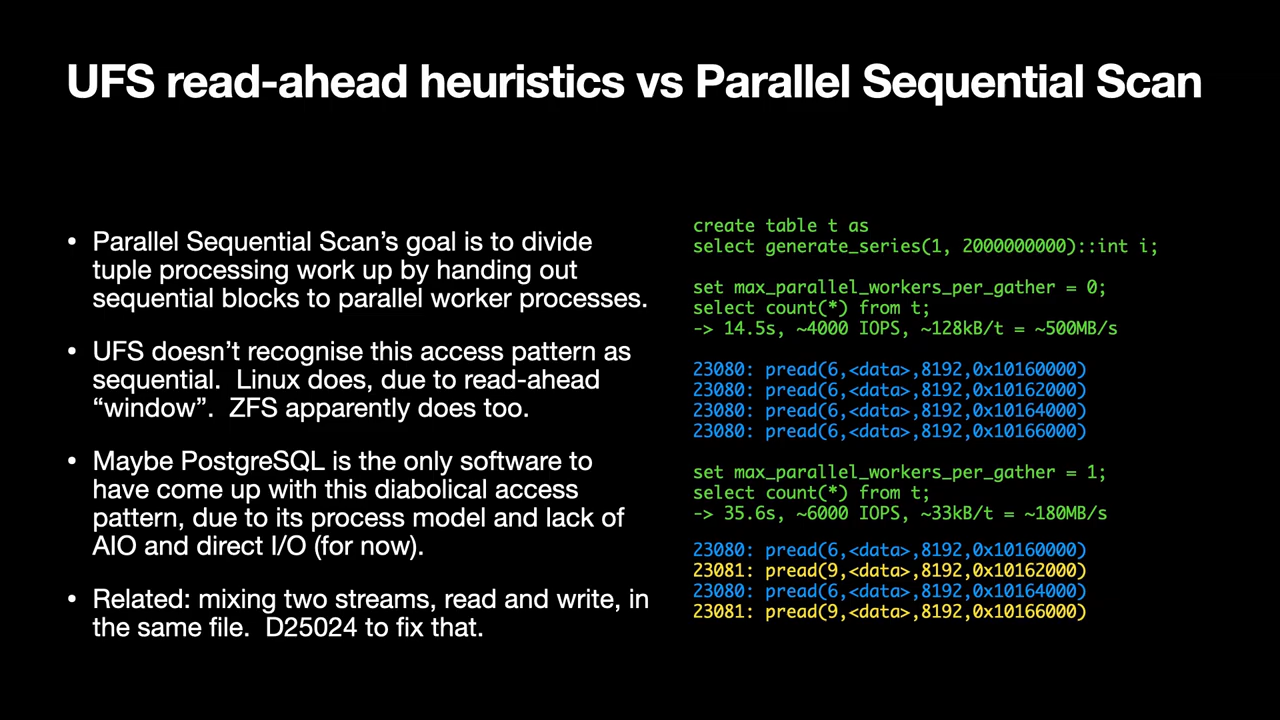 UFS read-ahead heuristics vs Parallel Sequential Scan
• Parallel Sequential Scan’s goal is to divide
tuple processing work up by handing out
sequential blocks to parallel worker processes.
• UFS doesn’t recognise this access pattern as
sequential.  Linux does, due to read-ahead
“window”.  ZFS apparently does too.
• Maybe PostgreSQL is the only software to
have come up with this diabolical access
pattern, due to its process model and lack of
AIO and direct I/O (for now).
• Related: mixing two streams, read and write, in
the same file.  D25024 to fix that.
create table t as
select generate_series(1, 2000000000)::int i;
set max_parallel_workers_per_gather = 0;
select count(*) from t;
-> 14.5s, ~4000 IOPS, ~128kB/t = ~500MB/s
23080: pread(6,<data>,8192,0x10160000)
23080: pread(6,<data>,8192,0x10162000)
23080: pread(6,<data>,8192,0x10164000)
23080: pread(6,<data>,8192,0x10166000)
set max_parallel_workers_per_gather = 1;
select count(*) from t;
-> 35.6s, ~6000 IOPS, ~33kB/t = ~180MB/s
23080: pread(6,<data>,8192,0x10160000)
23081: pread(9,<data>,8192,0x10162000)
23080: pread(6,<data>,8192,0x10164000)
23081: pread(9,<data>,8192,0x10166000)